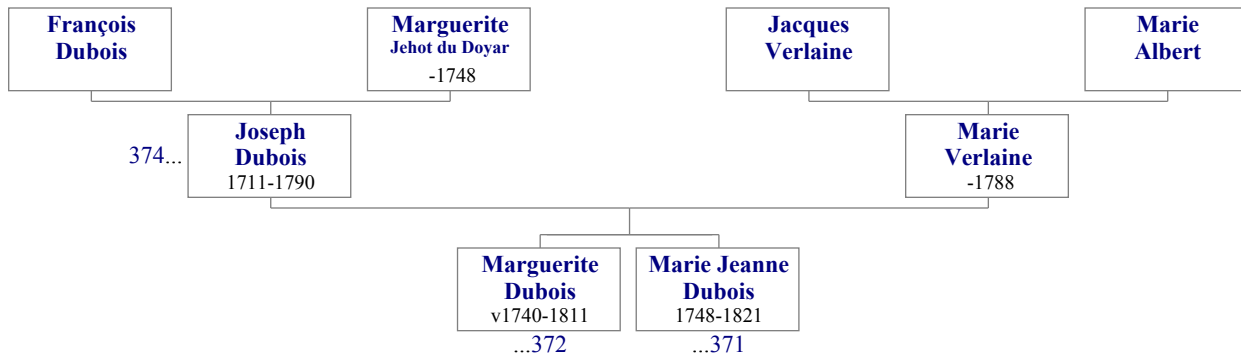 François
Dubois
Marguerite
Jehot du Doyar
-1748
Jacques
Verlaine
Marie
Albert
374...
Joseph
Dubois
1711-1790
Marie
Verlaine
-1788
Marguerite
Dubois
v1740-1811
...372
Marie Jeanne
Dubois
1748-1821
...371